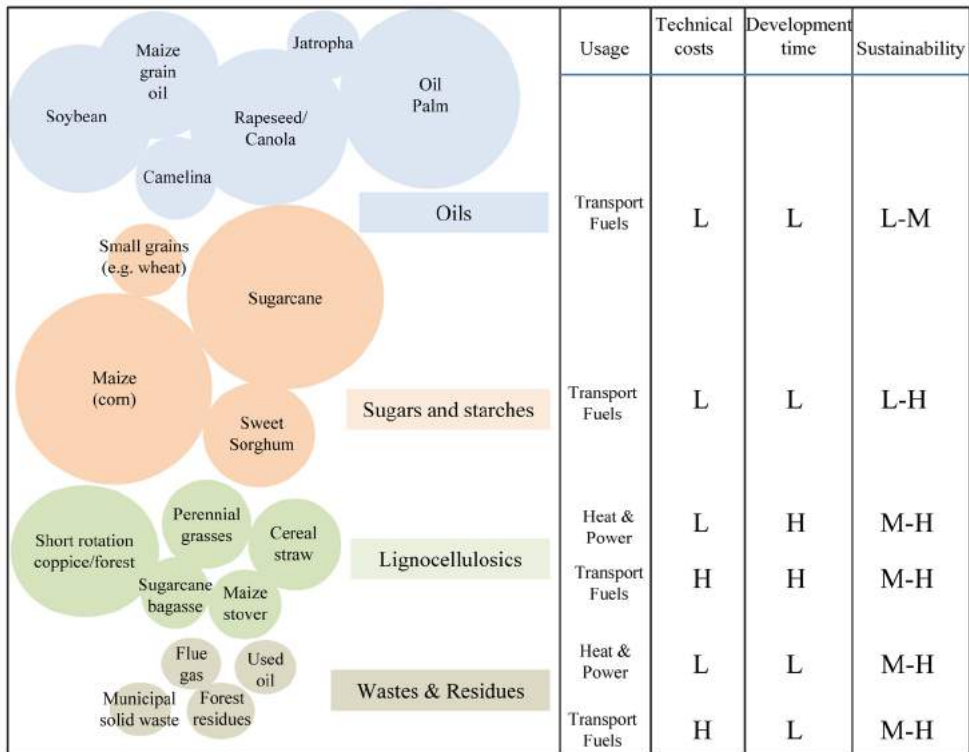 Usage
Technical
costs
Development
time
Sustainability
Jatropha
Maize
grain
oil
Oil
Palm
Soybean
Rapeseed/
Canola
Camelina
Oils
Transport
Fuels
L
L
L-M
Small grains
(e.g. wheat)
Sugarcane
Maize
(corn)
Sweet
Sorghum
Sugars and starches
Transport
Fuels
L
L
L-H
Short rotation
coppice/forest
Perennial
grasses
Cereal
straw
Sugarcane
bagasse
Maize
stover
Lignocellulosics
Heat &
Power
L
H
M-H
Transport
Fuels
H
H
M-H
Flue
gas
Used
oil
Municipal
solid waste
Forest
residues
Wastes & Residues
Heat &
Power
L
L
M-H
Transport
Fuels
H
L
M-H